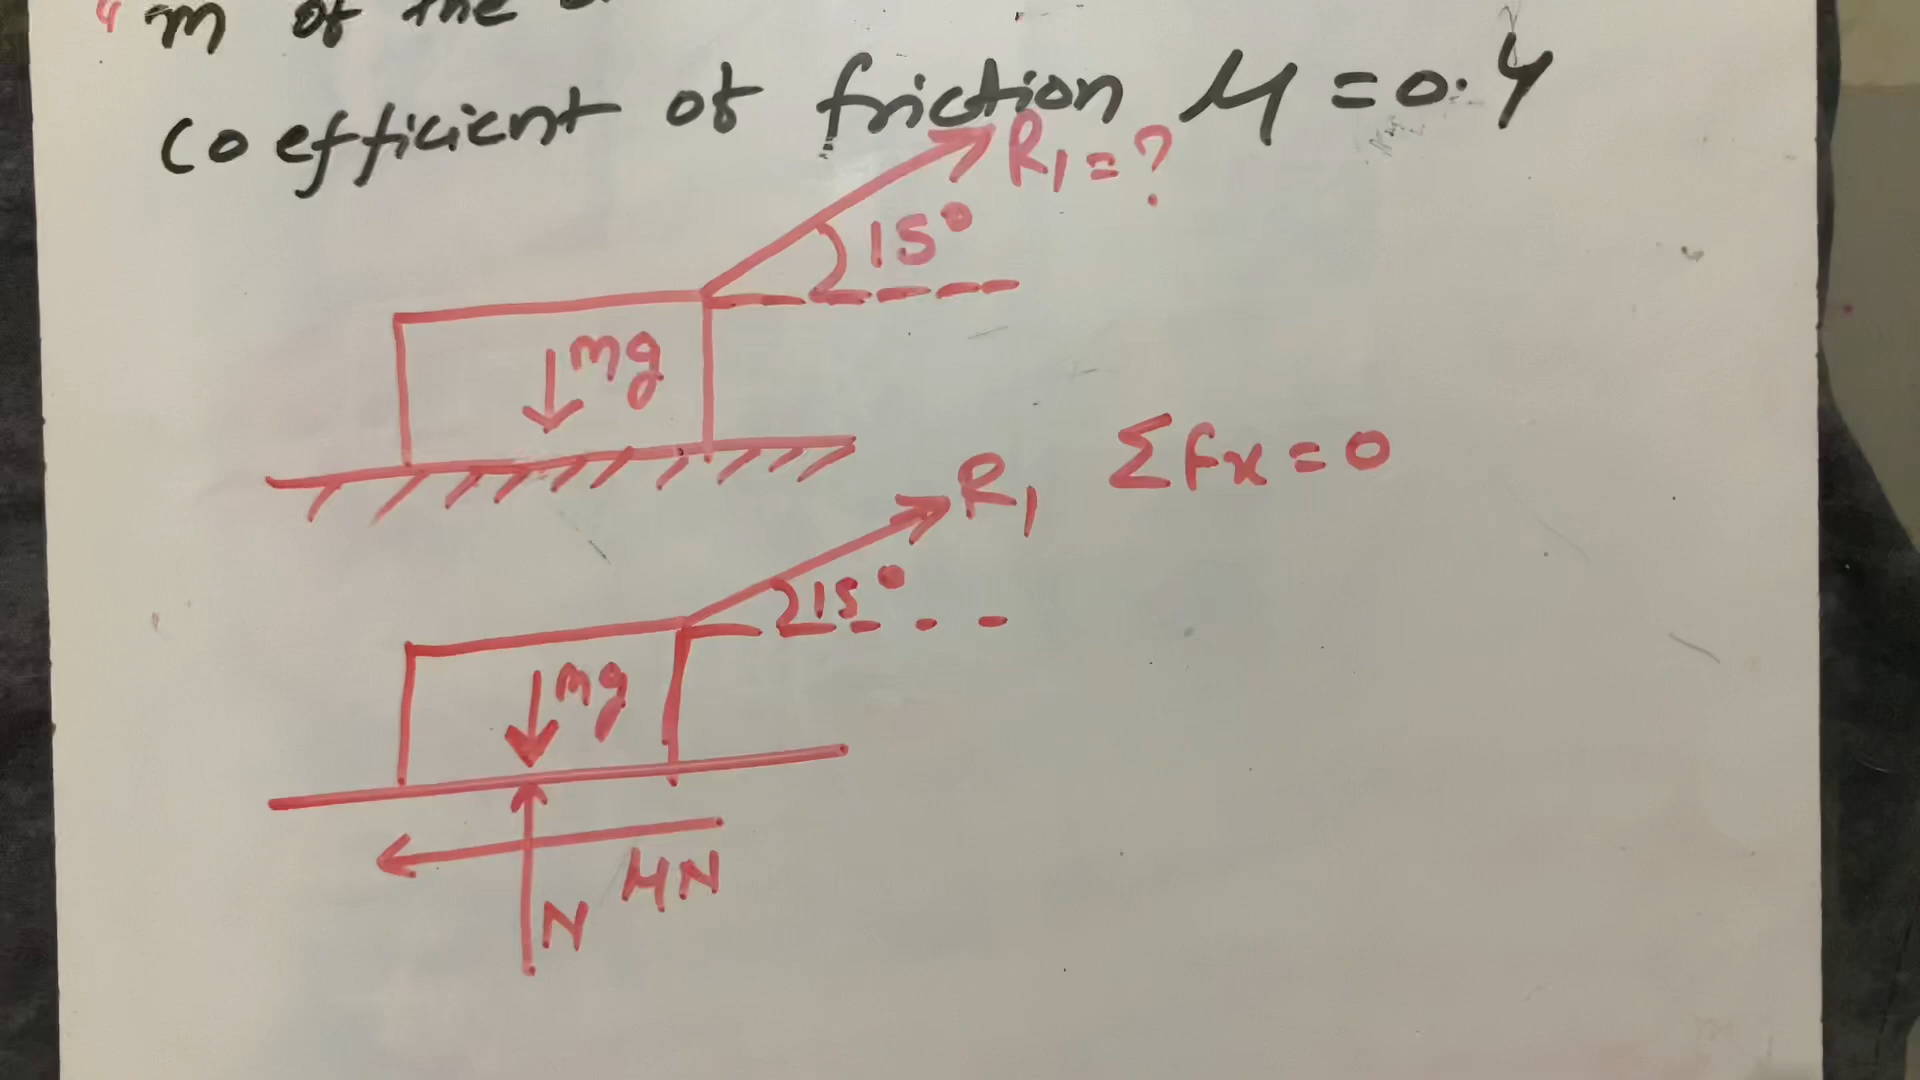 m of the
coefficient of friction μ = 0.4
R₁ = ?
15°
mg
R₁
Σfx = 0
15°
mg
μN
N